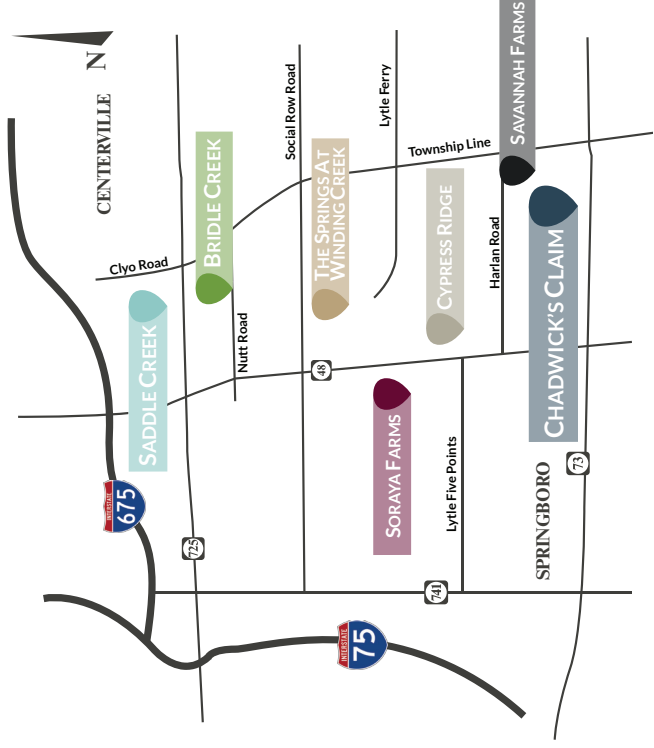 N
CENTERVILLE
SAVANNAH FARMS
Social Row Road
Lytle Ferry
Township Line
BRIDLE CREEK
THE SPRINGS AT
WINDING CREEK
CYPRESS RIDGE
Harlan Road
CHADWICK'S CLAIM
Clyo Road
SADDLE CREEK
Nutt Road
48
SORAYA FARMS
Lytle Five Points
73
SPRINGBORO
INTERSTATE
675
725
741
INTERSTATE
75